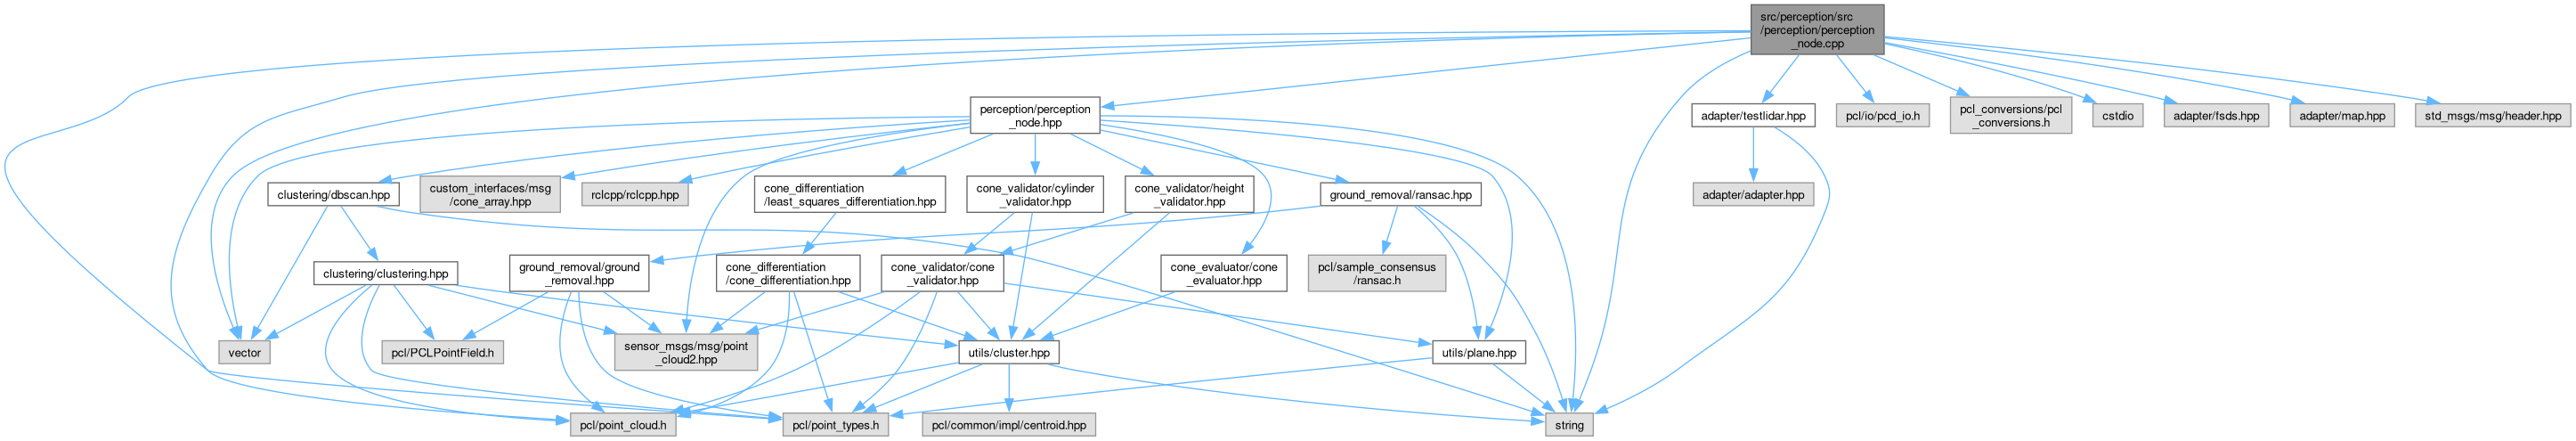 src/perception/src
/perception/perception
_node.cpp
perception/perception
_node.hpp
adapter/testlidar.hpp
pcl/io/pcd_io.h
pcl_conversions/pcl
_conversions.h
cstdio
adapter/fsds.hpp
adapter/map.hpp
std_msgs/msg/header.hpp
clustering/dbscan.hpp
custom_interfaces/msg
/cone_array.hpp
rclcpp/rclcpp.hpp
cone_differentiation
/least_squares_differentiation.hpp
cone_validator/cylinder
_validator.hpp
cone_validator/height
_validator.hpp
ground_removal/ransac.hpp
adapter/adapter.hpp
clustering/clustering.hpp
ground_removal/ground
_removal.hpp
cone_differentiation
/cone_differentiation.hpp
cone_validator/cone
_validator.hpp
cone_evaluator/cone
_evaluator.hpp
pcl/sample_consensus
/ransac.h
vector
pcl/PCLPointField.h
sensor_msgs/msg/point
_cloud2.hpp
utils/cluster.hpp
utils/plane.hpp
pcl/point_cloud.h
pcl/point_types.h
pcl/common/impl/centroid.hpp
string